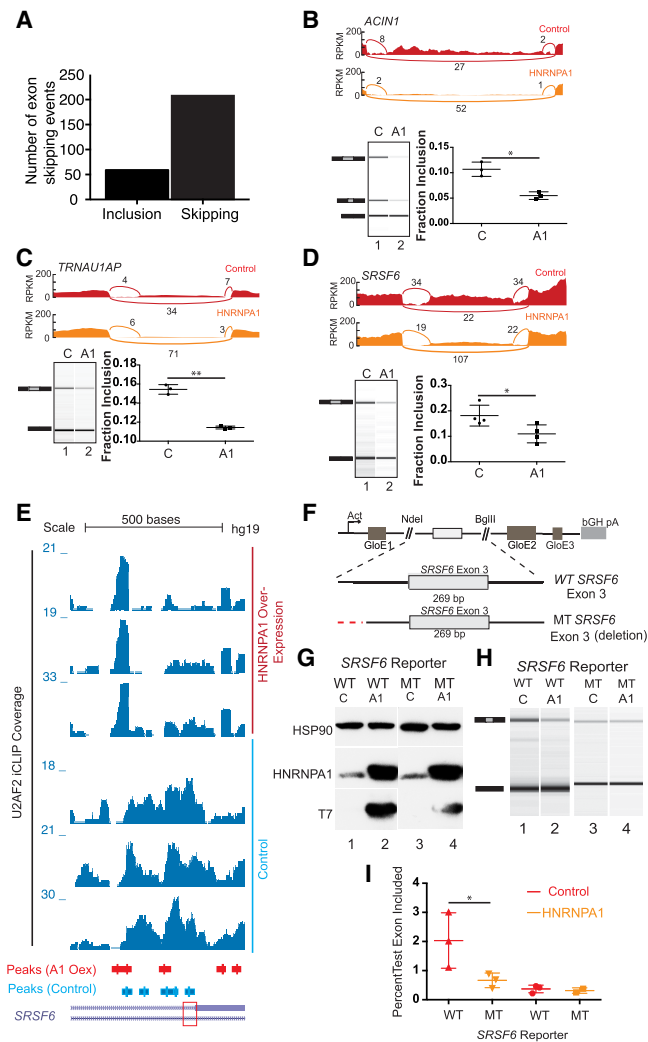 A
Number of exon
skipping events
250
200
150
100
50
0
Inclusion
Skipping
B
ACIN1
RPKM
200
0
8
2
Control
27
RPKM
200
0
2
1
HNRNPA1
52
C A1
1 2
Fraction Inclusion
0.15
0.10
0.05
0.00
*
C A1
C
TRNAU1AP
RPKM
200
0
4
7
Control
34
RPKM
200
0
6
3
HNRNPA1
71
C A1
1 2
Fraction Inclusion
0.18
0.16
0.14
0.12
0.10
**
C A1
D
SRSF6
RPKM
200
0
34
34
Control
22
RPKM
200
0
19
22
HNRNPA1
107
C A1
1 2
Fraction Inclusion
0.3
0.2
0.1
0.0
*
C A1
E
Scale
500 bases
hg19
21
19
33
18
21
30
U2AF2 iCLIP Coverage
HNRNPA1 Over-
Expression
Control
Peaks (A1 Oex)
Peaks (Control)
SRSF6
F
Act
NdeI
BglII
bGH pA
GloE1
GloE2
GloE3
SRSF6 Exon 3
269 bp
WT SRSF6
Exon 3
SRSF6 Exon 3
269 bp
MT SRSF6
Exon 3 (deletion)
G
SRSF6 Reporter
WT WT MT MT
C A1 C A1
HSP90
HNRNPA1
T7
1 2 3 4
H
SRSF6 Reporter
WT WT MT MT
C A1 C A1
1 2 3 4
I
PercentTest Exon Included
4
3
2
1
0
*
Control
HNRNPA1
WT MT WT MT
SRSF6 Reporter